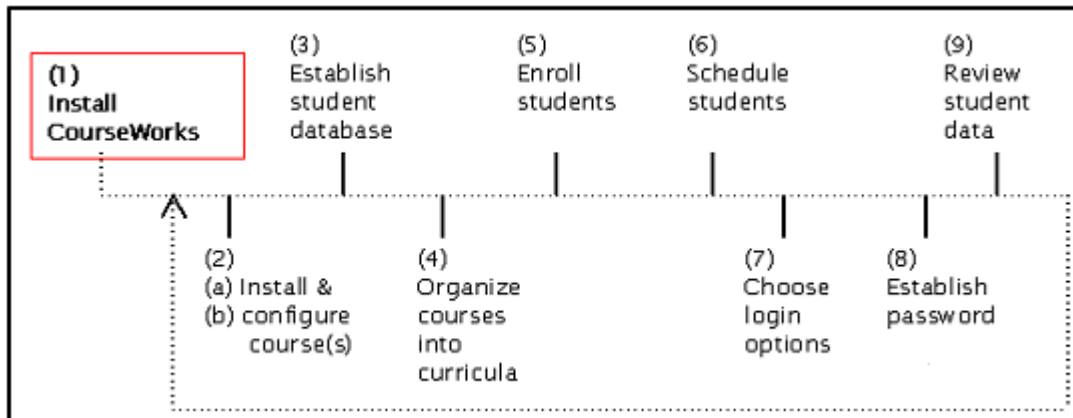 (1)
Install
CourseWorks
(3)
Establish
student
database
(5)
Enroll
students
(6)
Schedule
students
(9)
Review
student
data
(2)
(a) Install &
(b) configure
course(s)
(4)
Organize
courses
into
curricula
(7)
Choose
login
options
(8)
Establish
password